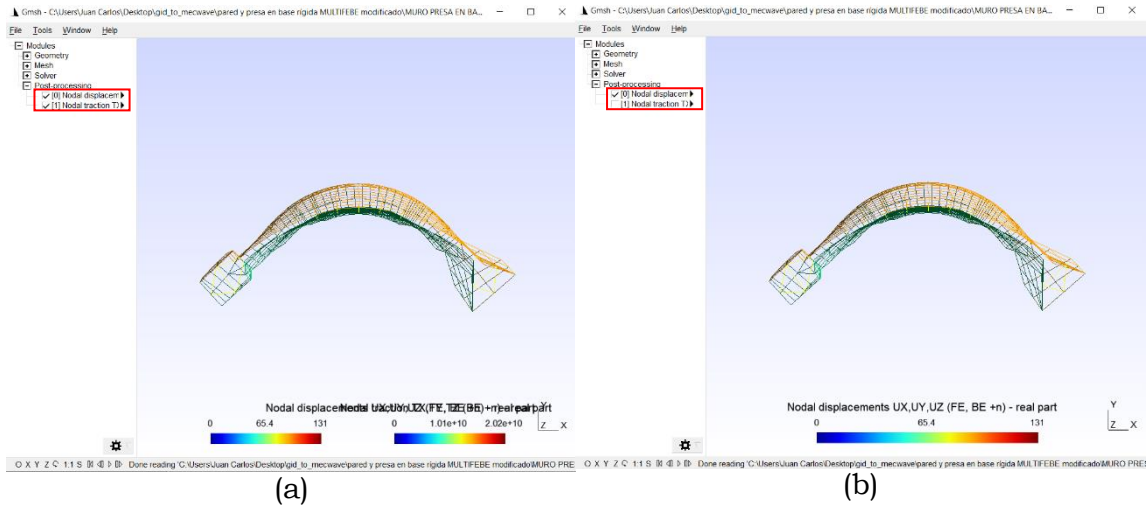 Gmsh - C:\Users\Juan Carlos\Desktop\gid_to_mecwave\pared y presa en base rígida MULTIFEBE modificado\MURO PRESA EN BA...
File Tools Window Help
Modules
Geometry
Mesh
Solver
Post-processing
[0] Nodal displacem
[1] Nodal traction T
Nodal displace
0 65.4 131
0 1.01e+10 2.02e+10
Y
Z X
O X Y Z 1:1 S Done reading 'C:\Users\Juan Carlos\Desktop\gid_to_mecwave\pared y presa en base rígida MULTIFEBE modificado\MURO PRE
(a)
Gmsh - C:\Users\Juan Carlos\Desktop\gid_to_mecwave\pared y presa en base rígida MULTIFEBE modificado\MURO PRESA EN BA...
File Tools Window Help
Modules
Geometry
Mesh
Solver
Post-processing
[0] Nodal displacem
[1] Nodal traction T
Nodal displacements UX,UY,UZ (FE, BE +n) - real part
0 65.4 131
Y
Z X
O X Y Z 1:1 S Done reading 'C:\Users\Juan Carlos\Desktop\gid_to_mecwave\pared y presa en base rígida MULTIFEBE modificado\MURO PRES
(b)